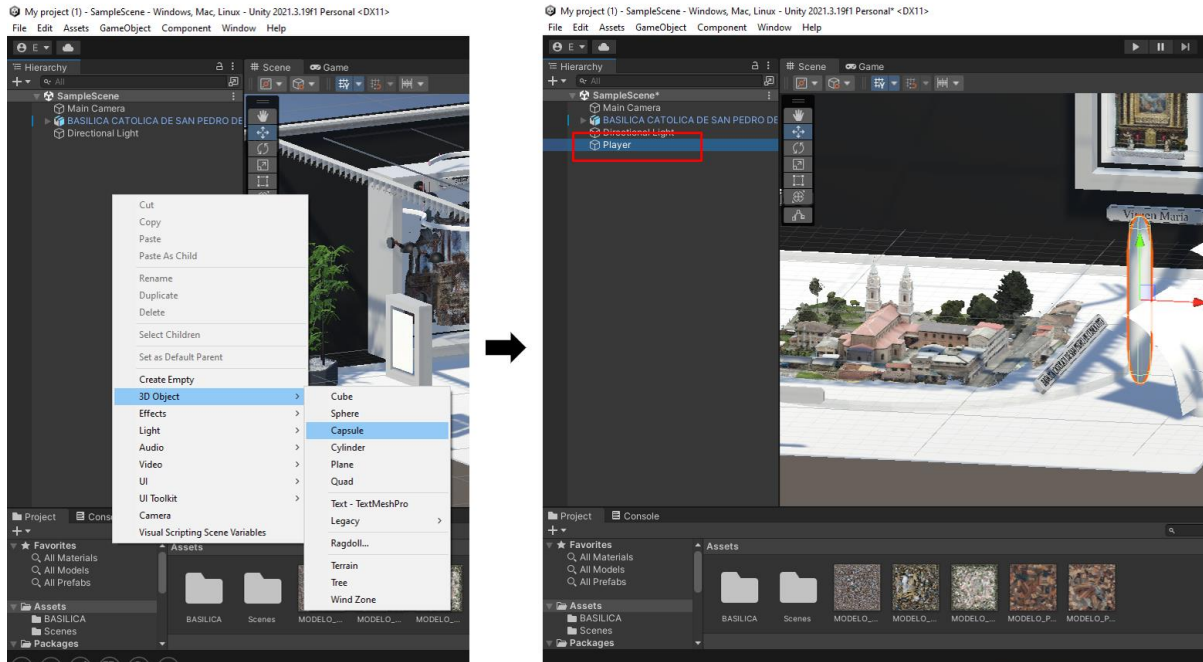 My project (1) - SampleScene - Windows, Mac, Linux - Unity 2021.3.19f1 Personal <DX11>
File Edit Assets GameObject Component Window Help
E
Hierarchy
Scene
Game
All
SampleScene
Main Camera
BASILICA CATOLICA DE SAN PEDRO DE
Directional Light
Cut
Copy
Paste
Paste As Child
Rename
Duplicate
Delete
Select Children
Set as Default Parent
Create Empty
3D Object
Effects
Light
Audio
Video
UI
UI Toolkit
Camera
Visual Scripting Scene Variables
Cube
Sphere
Capsule
Cylinder
Plane
Quad
Text - TextMeshPro
Legacy
Ragdoll...
Terrain
Tree
Wind Zone
Project
Cons
Favorites
All Materials
All Models
All Prefabs
Assets
BASILICA
Scenes
Packages
Assets
BASILICA
Scenes
MODELO_...
MODELO_...
MODELO_...
My project (1) - SampleScene - Windows, Mac, Linux - Unity 2021.3.19f1 Personal* <DX11>
File Edit Assets GameObject Component Window Help
E
Hierarchy
Scene
Game
All
SampleScene*
Main Camera
BASILICA CATOLICA DE SAN PEDRO DE
Directional Light
Player
Virgen Maria
Project
Console
Favorites
All Materials
All Models
All Prefabs
Assets
BASILICA
Scenes
Packages
Assets
BASILICA
Scenes
MODELO_...
MODELO_...
MODELO_...
MODELO_P...
MODELO_P...